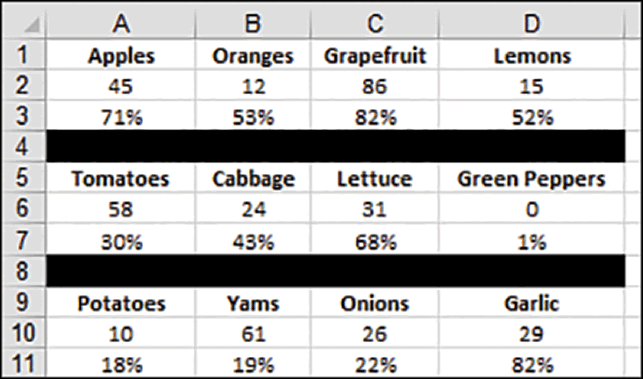 A B C D
1 Apples Oranges Grapefruit Lemons
2 45 12 86 15
3 71% 53% 82% 52%
4
5 Tomatoes Cabbage Lettuce Green Peppers
6 58 24 31 0
7 30% 43% 68% 1%
8
9 Potatoes Yams Onions Garlic
10 10 61 26 29
11 18% 19% 22% 82%